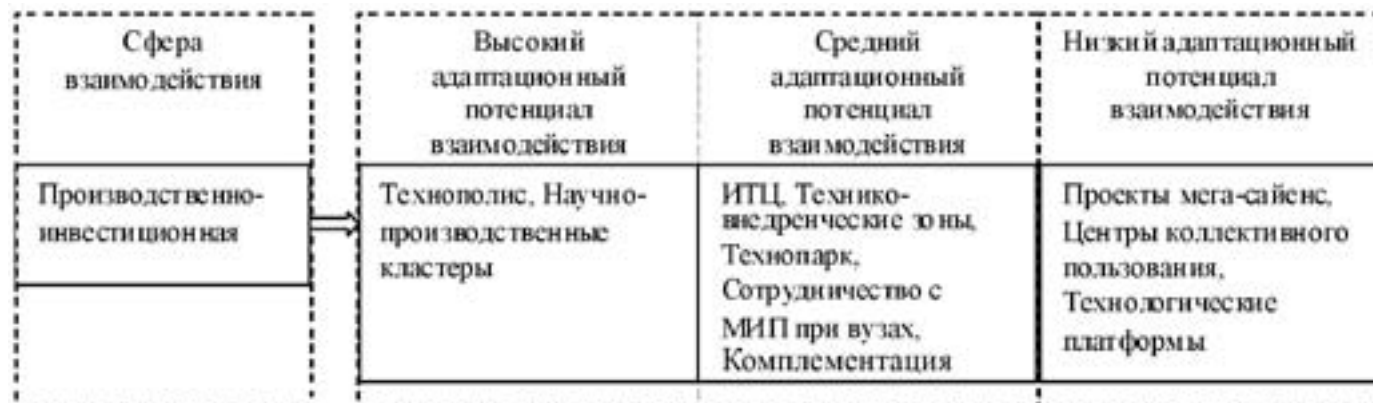 Сфера
взаимодействия
Высокий
адаптационный
потенциал
взаимодействия
Средний
адаптационный
потенциал
взаимодействия
Низкий адаптационный
потенциал
взаимодействия
Производственно-
инвестиционная
Технополис, Научно-
производственные
кластеры
ИТЦ, Технико-
внедренческие зоны,
Технопарк,
Сотрудничество с
МИП при вузах,
Комплементация
Проекты мега-сайенс,
Центры коллективного
пользования,
Технологические
платформы